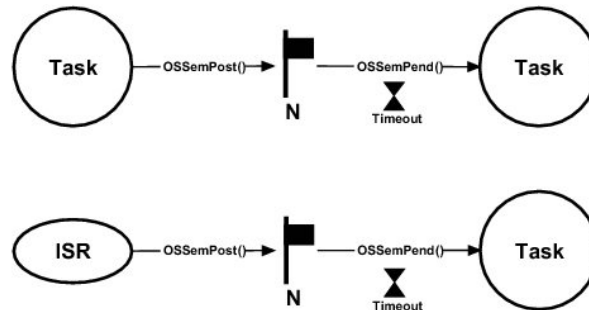 Task
OSSemPost()
N
OSSemPend()
Timeout
Task
ISR
OSSemPost()
N
OSSemPend()
Timeout
Task